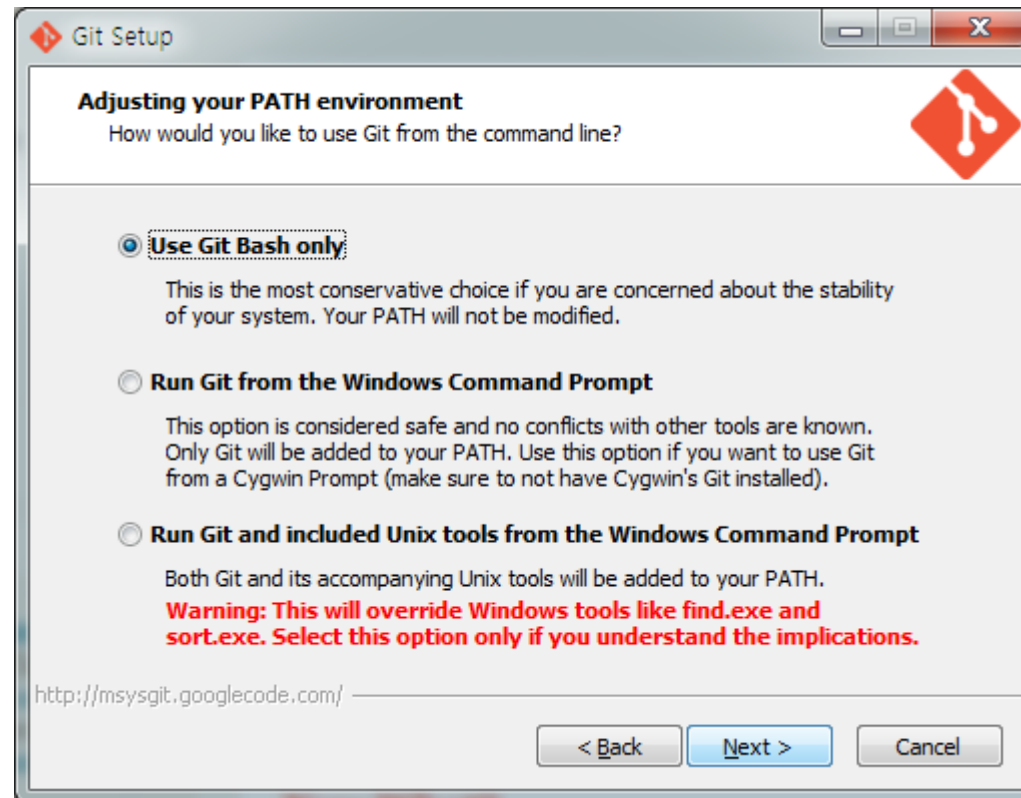 Git Setup
Adjusting your PATH environment
How would you like to use Git from the command line?
Use Git Bash only
This is the most conservative choice if you are concerned about the stability
of your system. Your PATH will not be modified.
Run Git from the Windows Command Prompt
This option is considered safe and no conflicts with other tools are known.
Only Git will be added to your PATH. Use this option if you want to use Git
from a Cygwin Prompt (make sure to not have Cygwin's Git installed).
Run Git and included Unix tools from the Windows Command Prompt
Both Git and its accompanying Unix tools will be added to your PATH.
Warning: This will override Windows tools like find.exe and
sort.exe. Select this option only if you understand the implications.
http://msysgit.googlecode.com/
< Back Next > Cancel